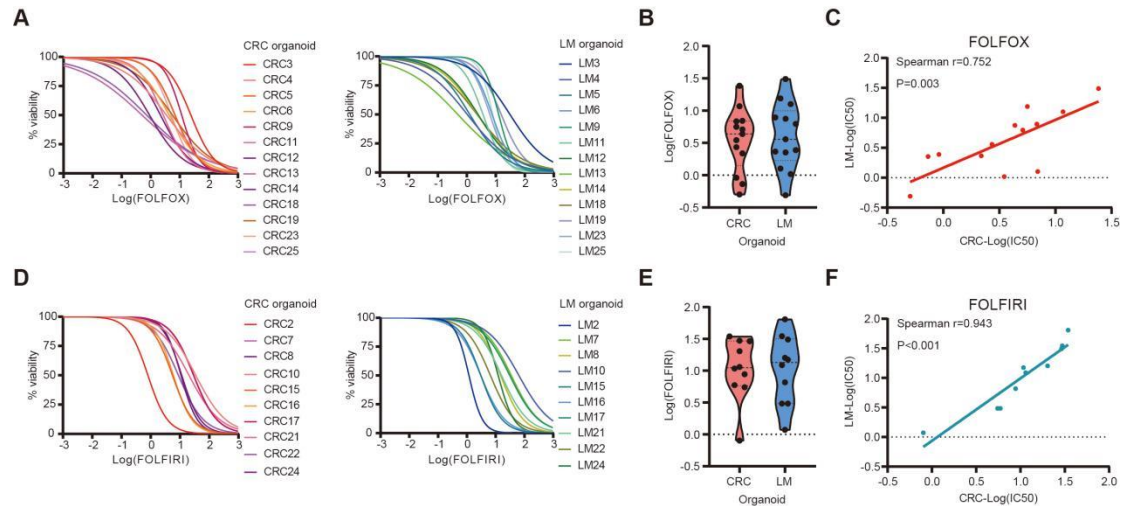 A
CRC organoid
CRC3
CRC4
CRC5
CRC6
CRC9
CRC11
CRC12
CRC13
CRC14
CRC18
CRC19
CRC23
CRC25
% viability
100
75
50
25
0
-3 -2 -1 0 1 2 3
Log(FOLFOX)
LM organoid
LM3
LM4
LM5
LM6
LM9
LM11
LM12
LM13
LM14
LM18
LM19
LM23
LM25
% viability
100
75
50
25
0
-3 -2 -1 0 1 2 3
Log(FOLFOX)
B
Log(FOLFOX)
2.0
1.5
1.0
0.5
0.0
-0.5
CRC LM
Organoid
C
FOLFOX
Spearman r=0.752
P=0.003
LM-Log(IC50)
2.0
1.5
1.0
0.5
0.0
-0.5
-0.5 0.0 0.5 1.0 1.5
CRC-Log(IC50)
D
CRC organoid
CRC2
CRC7
CRC8
CRC10
CRC15
CRC16
CRC17
CRC21
CRC22
CRC24
% viability
100
75
50
25
0
-3 -2 -1 0 1 2 3
Log(FOLFIRI)
LM organoid
LM2
LM7
LM8
LM10
LM15
LM16
LM17
LM21
LM22
LM24
% viability
100
75
50
25
0
-3 -2 -1 0 1 2 3
Log(FOLFIRI)
E
Log(FOLFIRI)
2.0
1.5
1.0
0.5
0.0
-0.5
CRC LM
Organoid
F
FOLFIRI
Spearman r=0.943
P<0.001
LM-Log(IC50)
2.0
1.5
1.0
0.5
0.0
-0.5
0.0 0.5 1.0 1.5 2.0
CRC-Log(IC50)